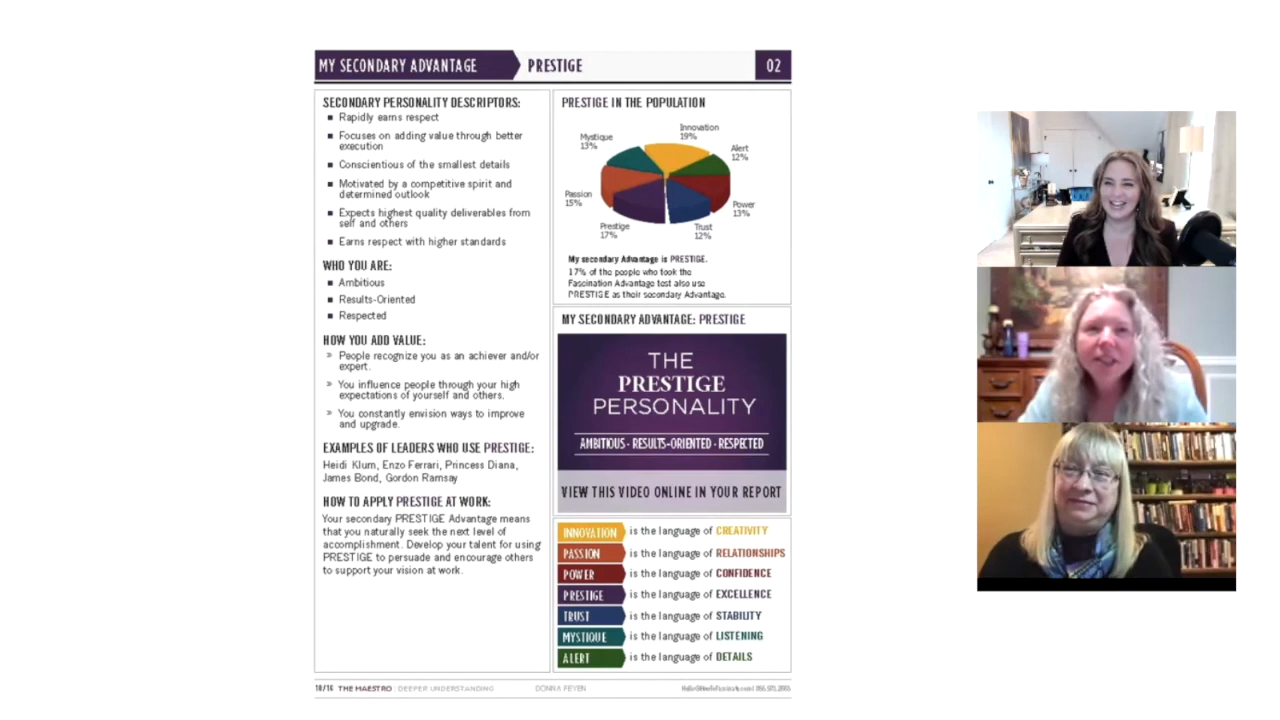 MY SECONDARY ADVANTAGE
PRESTIGE
02
SECONDARY PERSONALITY DESCRIPTORS:
■ Rapidly earns respect
■ Focuses on adding value through better
execution
■ Conscientious of the smallest details
■ Motivated by a competitive spirit and
determined outlook
■ Expects highest quality deliverables from
self and others
■ Earns respect with higher standards
WHO YOU ARE:
■ Ambitious
■ Results-Oriented
■ Respected
HOW YOU ADD VALUE:
» People recognize you as an achiever and/or
expert.
» You influence people through your high
expectations of yourself and others.
» You constantly envision ways to improve
and upgrade.
EXAMPLES OF LEADERS WHO USE PRESTIGE:
Heidi Klum, Enzo Ferrari, Princess Diana,
James Bond, Gordon Ramsay
HOW TO APPLY PRESTIGE AT WORK:
Your secondary PRESTIGE Advantage means
that you naturally seek the next level of
accomplishment. Develop your talent for using
PRESTIGE to persuade and encourage others
to support your vision at work.
PRESTIGE IN THE POPULATION
Innovation
19%
Mystique
13%
Alert
12%
Passion
15%
Power
13%
Prestige
17%
Trust
12%
My secondary Advantage is PRESTIGE.
17% of the people who took the
Fascination Advantage test also use
PRESTIGE as their secondary Advantage.
MY SECONDARY ADVANTAGE: PRESTIGE
THE
PRESTIGE
PERSONALITY
AMBITIOUS · RESULTS-ORIENTED · RESPECTED
VIEW THIS VIDEO ONLINE IN YOUR REPORT
INNOVATION is the language of CREATIVITY
PASSION is the language of RELATIONSHIPS
POWER is the language of CONFIDENCE
PRESTIGE is the language of EXCELLENCE
TRUST is the language of STABILITY
MYSTIQUE is the language of LISTENING
ALERT is the language of DETAILS
THE MAESTRO | DEEPER UNDERSTANDING
DONNA FEYEN